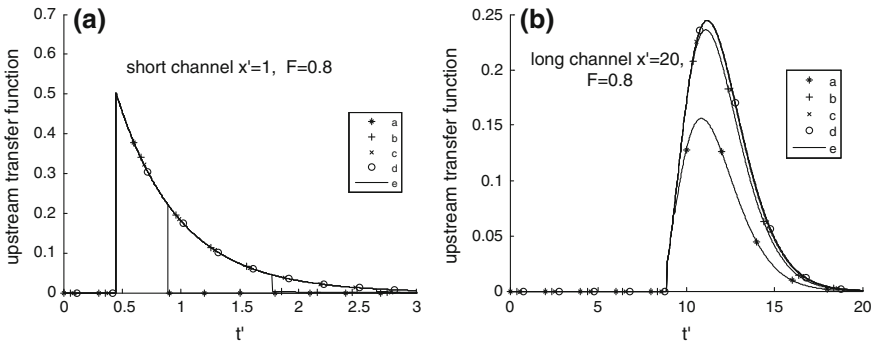 (a)
short channel x'=1, F=0.8
upstream transfer function
0.7
0.6
0.5
0.4
0.3
0.2
0.1
0
0 0.5 1 1.5 2 2.5 3
t'
a
b
c
d
e
(b)
long channel x'=20,
F=0.8
upstream transfer function
0.25
0.2
0.15
0.1
0.05
0
0 5 10 15 20
t'
a
b
c
d
e